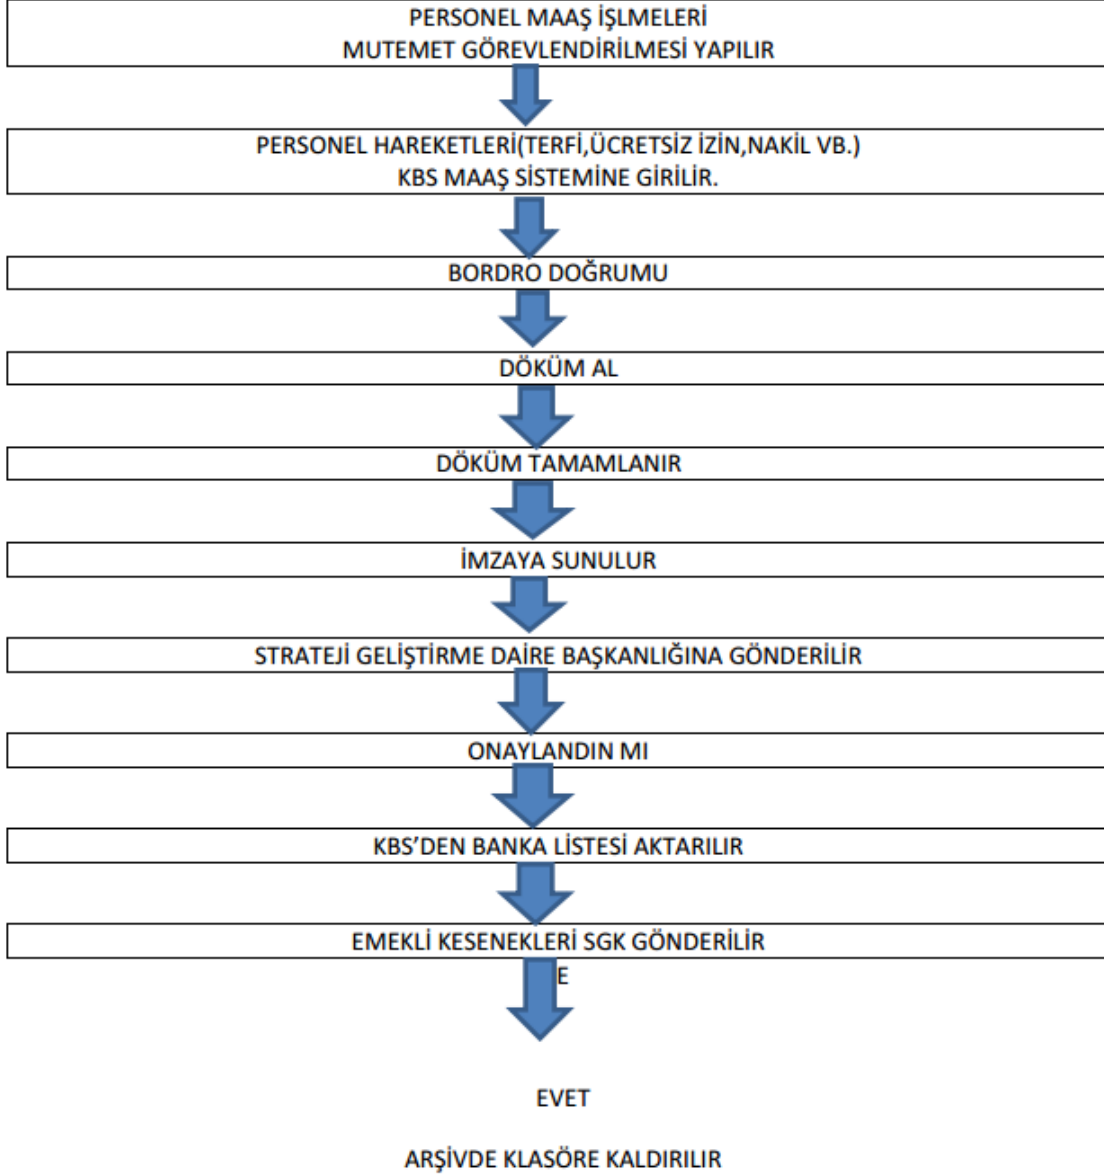 PERSONEL MAAŞ İŞLMELERİ
MUTEMET GÖREVLENDİRİLMESİ YAPILIR
PERSONEL HAREKETLERİ(TERFİ,ÜCRETSİZ İZİN,NAKİL VB.)
KBS MAAŞ SİSTEMİNE GİRİLİR.
BORDRO DOĞRUMU
DÖKÜM AL
DÖKÜM TAMAMLANIR
İMZAYA SUNULUR
STRATEJİ GELİŞTİRME DAİRE BAŞKANLIĞINA GÖNDERİLİR
ONAYLANDIN MI
KBS’DEN BANKA LİSTESİ AKTARILIR
EMEKLİ KESENEKLERİ SGK GÖNDERİLİR
E
EVET
ARŞİVDE KLASÖRE KALDIRILIR